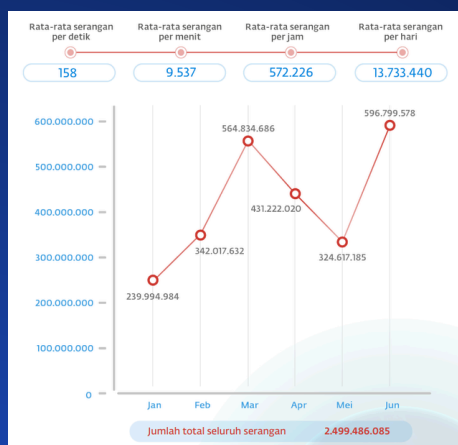 Rata-rata serangan per detik
Rata-rata serangan per menit
Rata-rata serangan per jam
Rata-rata serangan per hari
158
9.537
572.226
13.733.440
600.000.000
500.000.000
400.000.000
300.000.000
200.000.000
100.000.000
0
239.994.984
342.017.632
564.834.686
431.222.020
324.617.185
596.799.578
Jan
Feb
Mar
Apr
Mei
Jun
Jumlah total seluruh serangan 2.499.486.085